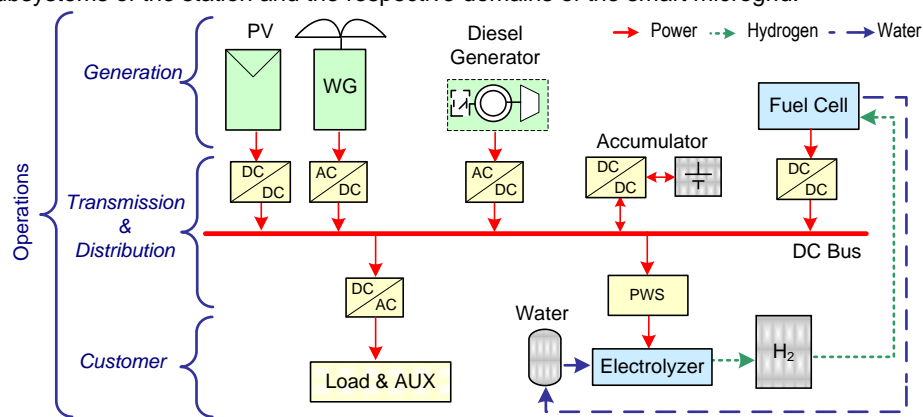 subsystems of the station and the respective domains of the smart microgrid.
PV
Diesel
Generator
Power
Hydrogen
Water
Generation
WG
Fuel Cell
Accumulator
DC
DC
AC
DC
AC
DC
DC
DC
DC
DC
Operations
Transmission
&
Distribution
DC Bus
DC
AC
PWS
Water
Customer
Load & AUX
Electrolyzer
H2